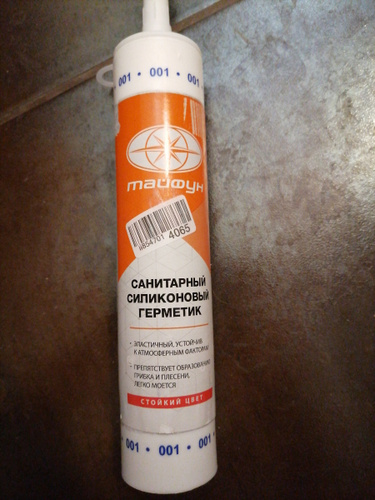 001 • 001 • 001
тайфун
4065
САНИТАРНЫЙ
СИЛИКОНОВЫЙ
ГЕРМЕТИК
- ЭЛАСТИЧНЫЙ, УСТОЙЧИВ
К АТМОСФЕРНЫМ ФАКТОРАМ
- ПРЕПЯТСТВУЕТ ОБРАЗОВАНИЮ
ГРИБКА И ПЛЕСЕНИ,
ЛЕГКО МОЕТСЯ
СТОЙКИЙ ЦВЕТ
001 • 001 • 001